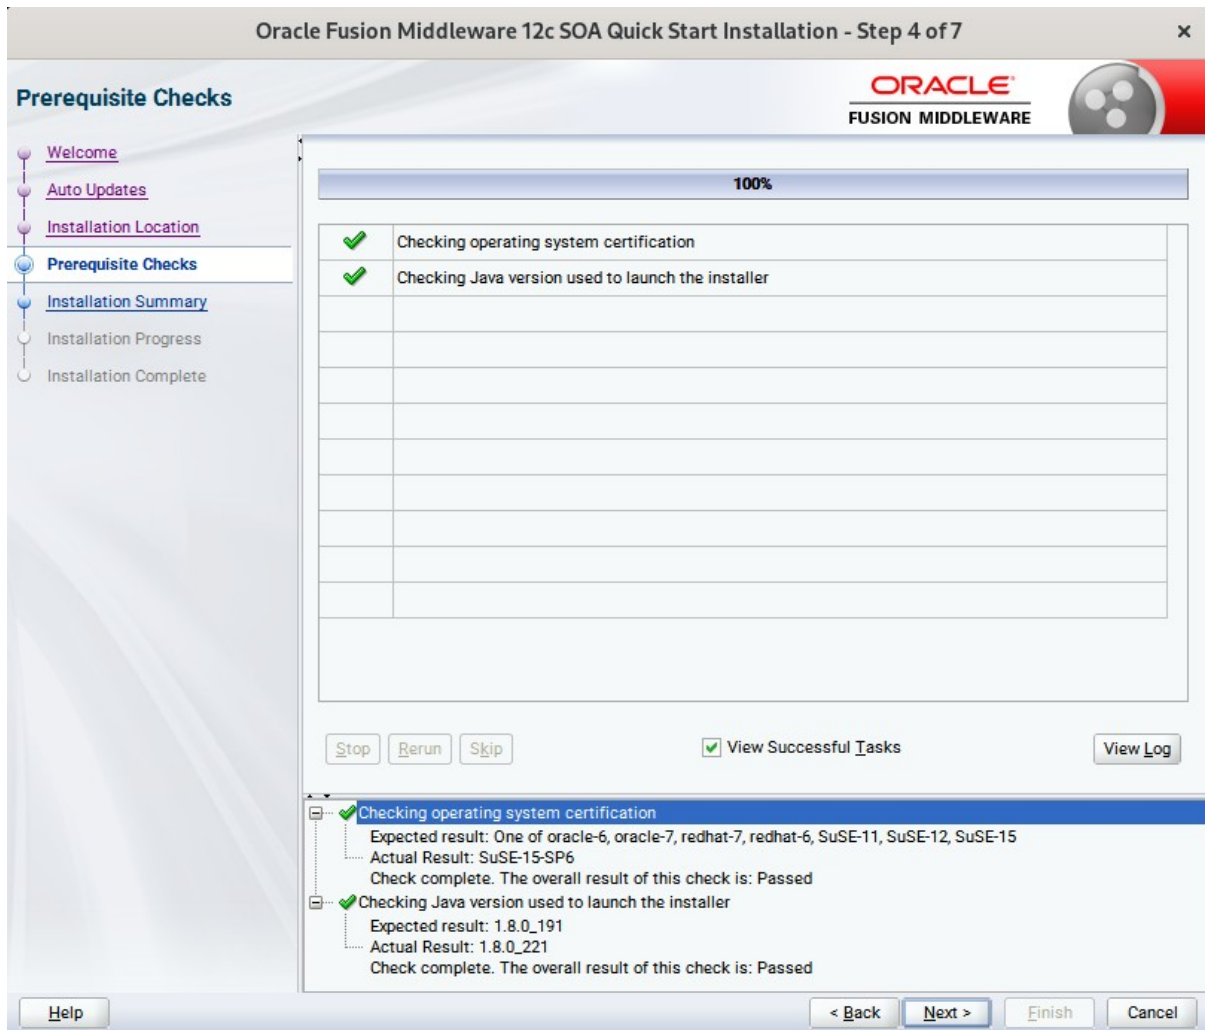 Oracle Fusion Middleware 12c SOA Quick Start Installation - Step 4 of 7
Prerequisite Checks
ORACLE
FUSION MIDDLEWARE
Welcome
Auto Updates
Installation Location
Prerequisite Checks
Installation Summary
Installation Progress
Installation Complete
100%
Checking operating system certification
Checking Java version used to launch the installer
Stop Rerun Skip View Successful Tasks View Log
Checking operating system certification
Expected result: One of oracle-6, oracle-7, redhat-7, redhat-6, SuSE-11, SuSE-12, SuSE-15
Actual Result: SuSE-15-SP6
Check complete. The overall result of this check is: Passed
Checking Java version used to launch the installer
Expected result: 1.8.0_191
Actual Result: 1.8.0_221
Check complete. The overall result of this check is: Passed
Help < Back Next > Finish Cancel